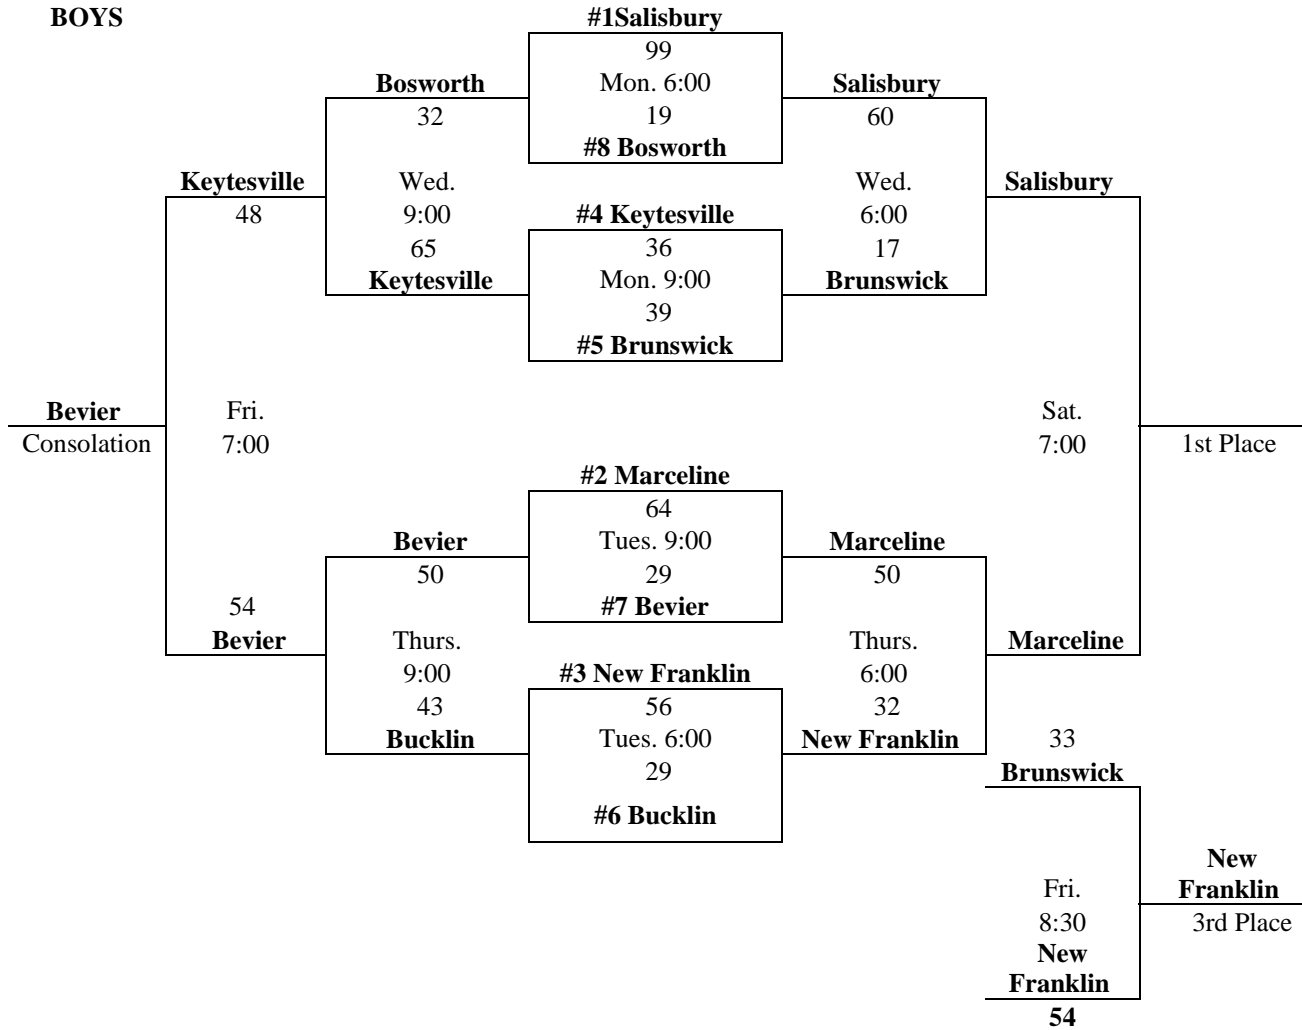 BOYS
#1Salisbury
99
Bosworth
Mon. 6:00
Salisbury
32
19
60
#8 Bosworth
Keytesville
Wed.
Wed.
Salisbury
48
9:00
#4 Keytesville
6:00
65
36
17
Keytesville
Mon. 9:00
Brunswick
39
#5 Brunswick
Bevier
Fri.
Sat.
Consolation
7:00
7:00
1st Place
#2 Marceline
64
Bevier
Tues. 9:00
Marceline
50
29
50
54
#7 Bevier
Bevier
Thurs.
Thurs.
Marceline
9:00
#3 New Franklin
6:00
43
56
32
Bucklin
Tues. 6:00
New Franklin
33
29
Brunswick
#6 Bucklin
New
Fri.
Franklin
8:30
3rd Place
New
Franklin
54